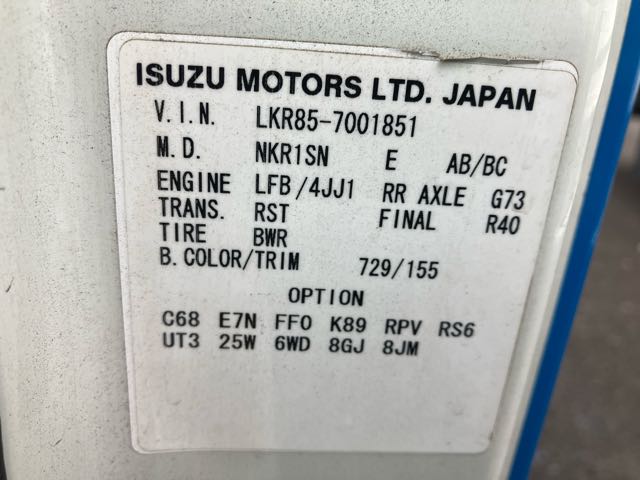 ISUZU MOTORS LTD. JAPAN
V.I.N. LKR85-7001851
M.D. NKR1SN E AB/BC
ENGINE LFB/4JJ1 RR AXLE G73
TRANS. RST FINAL R40
TIRE BWR
B.COLOR/TRIM 729/155
OPTION
C68 E7N FF0 K89 RPV RS6
UT3 25W 6WD 8GJ 8JM